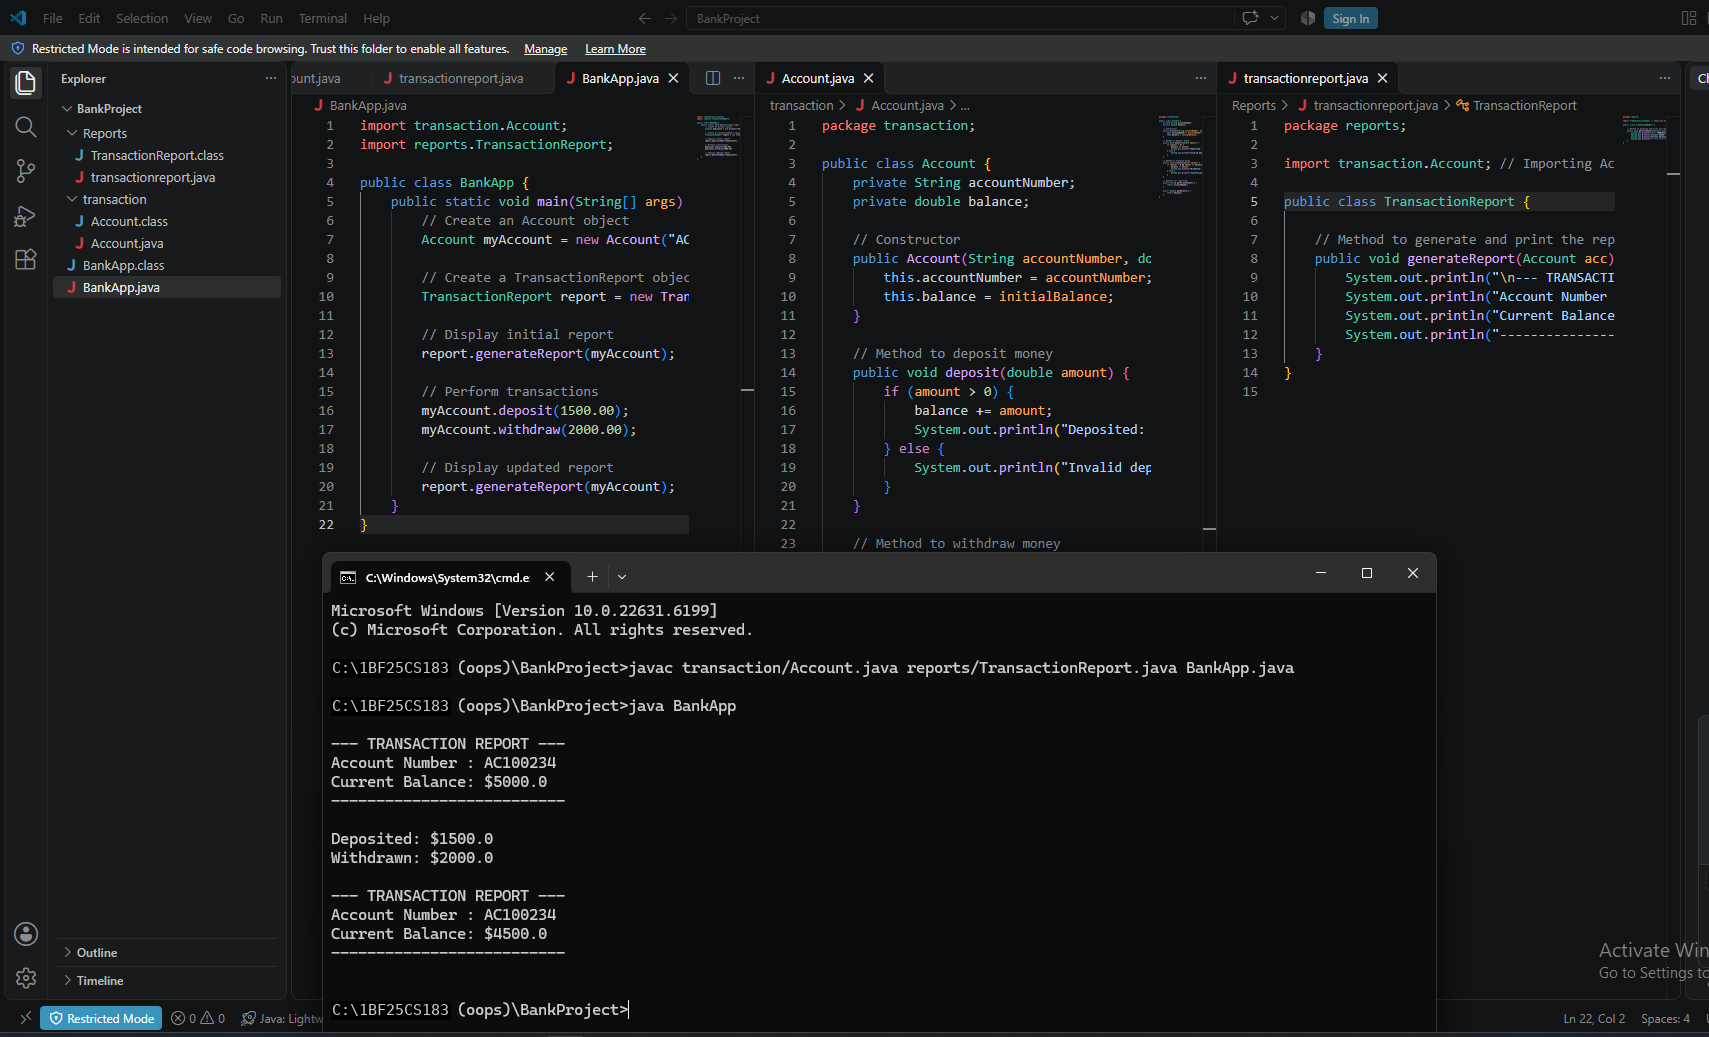 File Edit Selection View Go Run Terminal Help
BankProject
Sign In
Restricted Mode is intended for safe code browsing. Trust this folder to enable all features. Manage Learn More
Explorer
BankProject
Reports
TransactionReport.class
transactionreport.java
transaction
Account.class
Account.java
BankApp.class
BankApp.java
Outline
Timeline
ount.java transactionreport.java BankApp.java
BankApp.java
1 import transaction.Account;
2 import reports.TransactionReport;
3
4 public class BankApp {
5 public static void main(String[] args)
6 // Create an Account object
7 Account myAccount = new Account("AC
8
9 // Create a TransactionReport objec
10 TransactionReport report = new Tran
11
12 // Display initial report
13 report.generateReport(myAccount);
14
15 // Perform transactions
16 myAccount.deposit(1500.00);
17 myAccount.withdraw(2000.00);
18
19 // Display updated report
20 report.generateReport(myAccount);
21 }
22 }
Account.java
transaction > Account.java > ...
1 package transaction;
2
3 public class Account {
4 private String accountNumber;
5 private double balance;
6
7 // Constructor
8 public Account(String accountNumber, do
9 this.accountNumber = accountNumber;
10 this.balance = initialBalance;
11 }
12
13 // Method to deposit money
14 public void deposit(double amount) {
15 if (amount > 0) {
16 balance += amount;
17 System.out.println("Deposited:
18 } else {
19 System.out.println("Invalid dep
20 }
21 }
22
23 // Method to withdraw money
transactionreport.java
Reports > transactionreport.java > TransactionReport
1 package reports;
2
3 import transaction.Account; // Importing Ac
4
5 public class TransactionReport {
6
7 // Method to generate and print the rep
8 public void generateReport(Account acc)
9 System.out.println("\n--- TRANSACTI
10 System.out.println("Account Number
11 System.out.println("Current Balance
12 System.out.println("---------------
13 }
14 }
15
Ch
C:\Windows\System32\cmd.e
Microsoft Windows [Version 10.0.22631.6199]
(c) Microsoft Corporation. All rights reserved.
C:\1BF25CS183 (oops)\BankProject>javac transaction/Account.java reports/TransactionReport.java BankApp.java
C:\1BF25CS183 (oops)\BankProject>java BankApp
--- TRANSACTION REPORT ---
Account Number : AC100234
Current Balance: $5000.0
--------------------------
Deposited: $1500.0
Withdrawn: $2000.0
--- TRANSACTION REPORT ---
Account Number : AC100234
Current Balance: $4500.0
--------------------------
C:\1BF25CS183 (oops)\BankProject>
Activate Win
Go to Settings to
Restricted Mode 0 0 Java: Lightw
Ln 22, Col 2 Spaces: 4